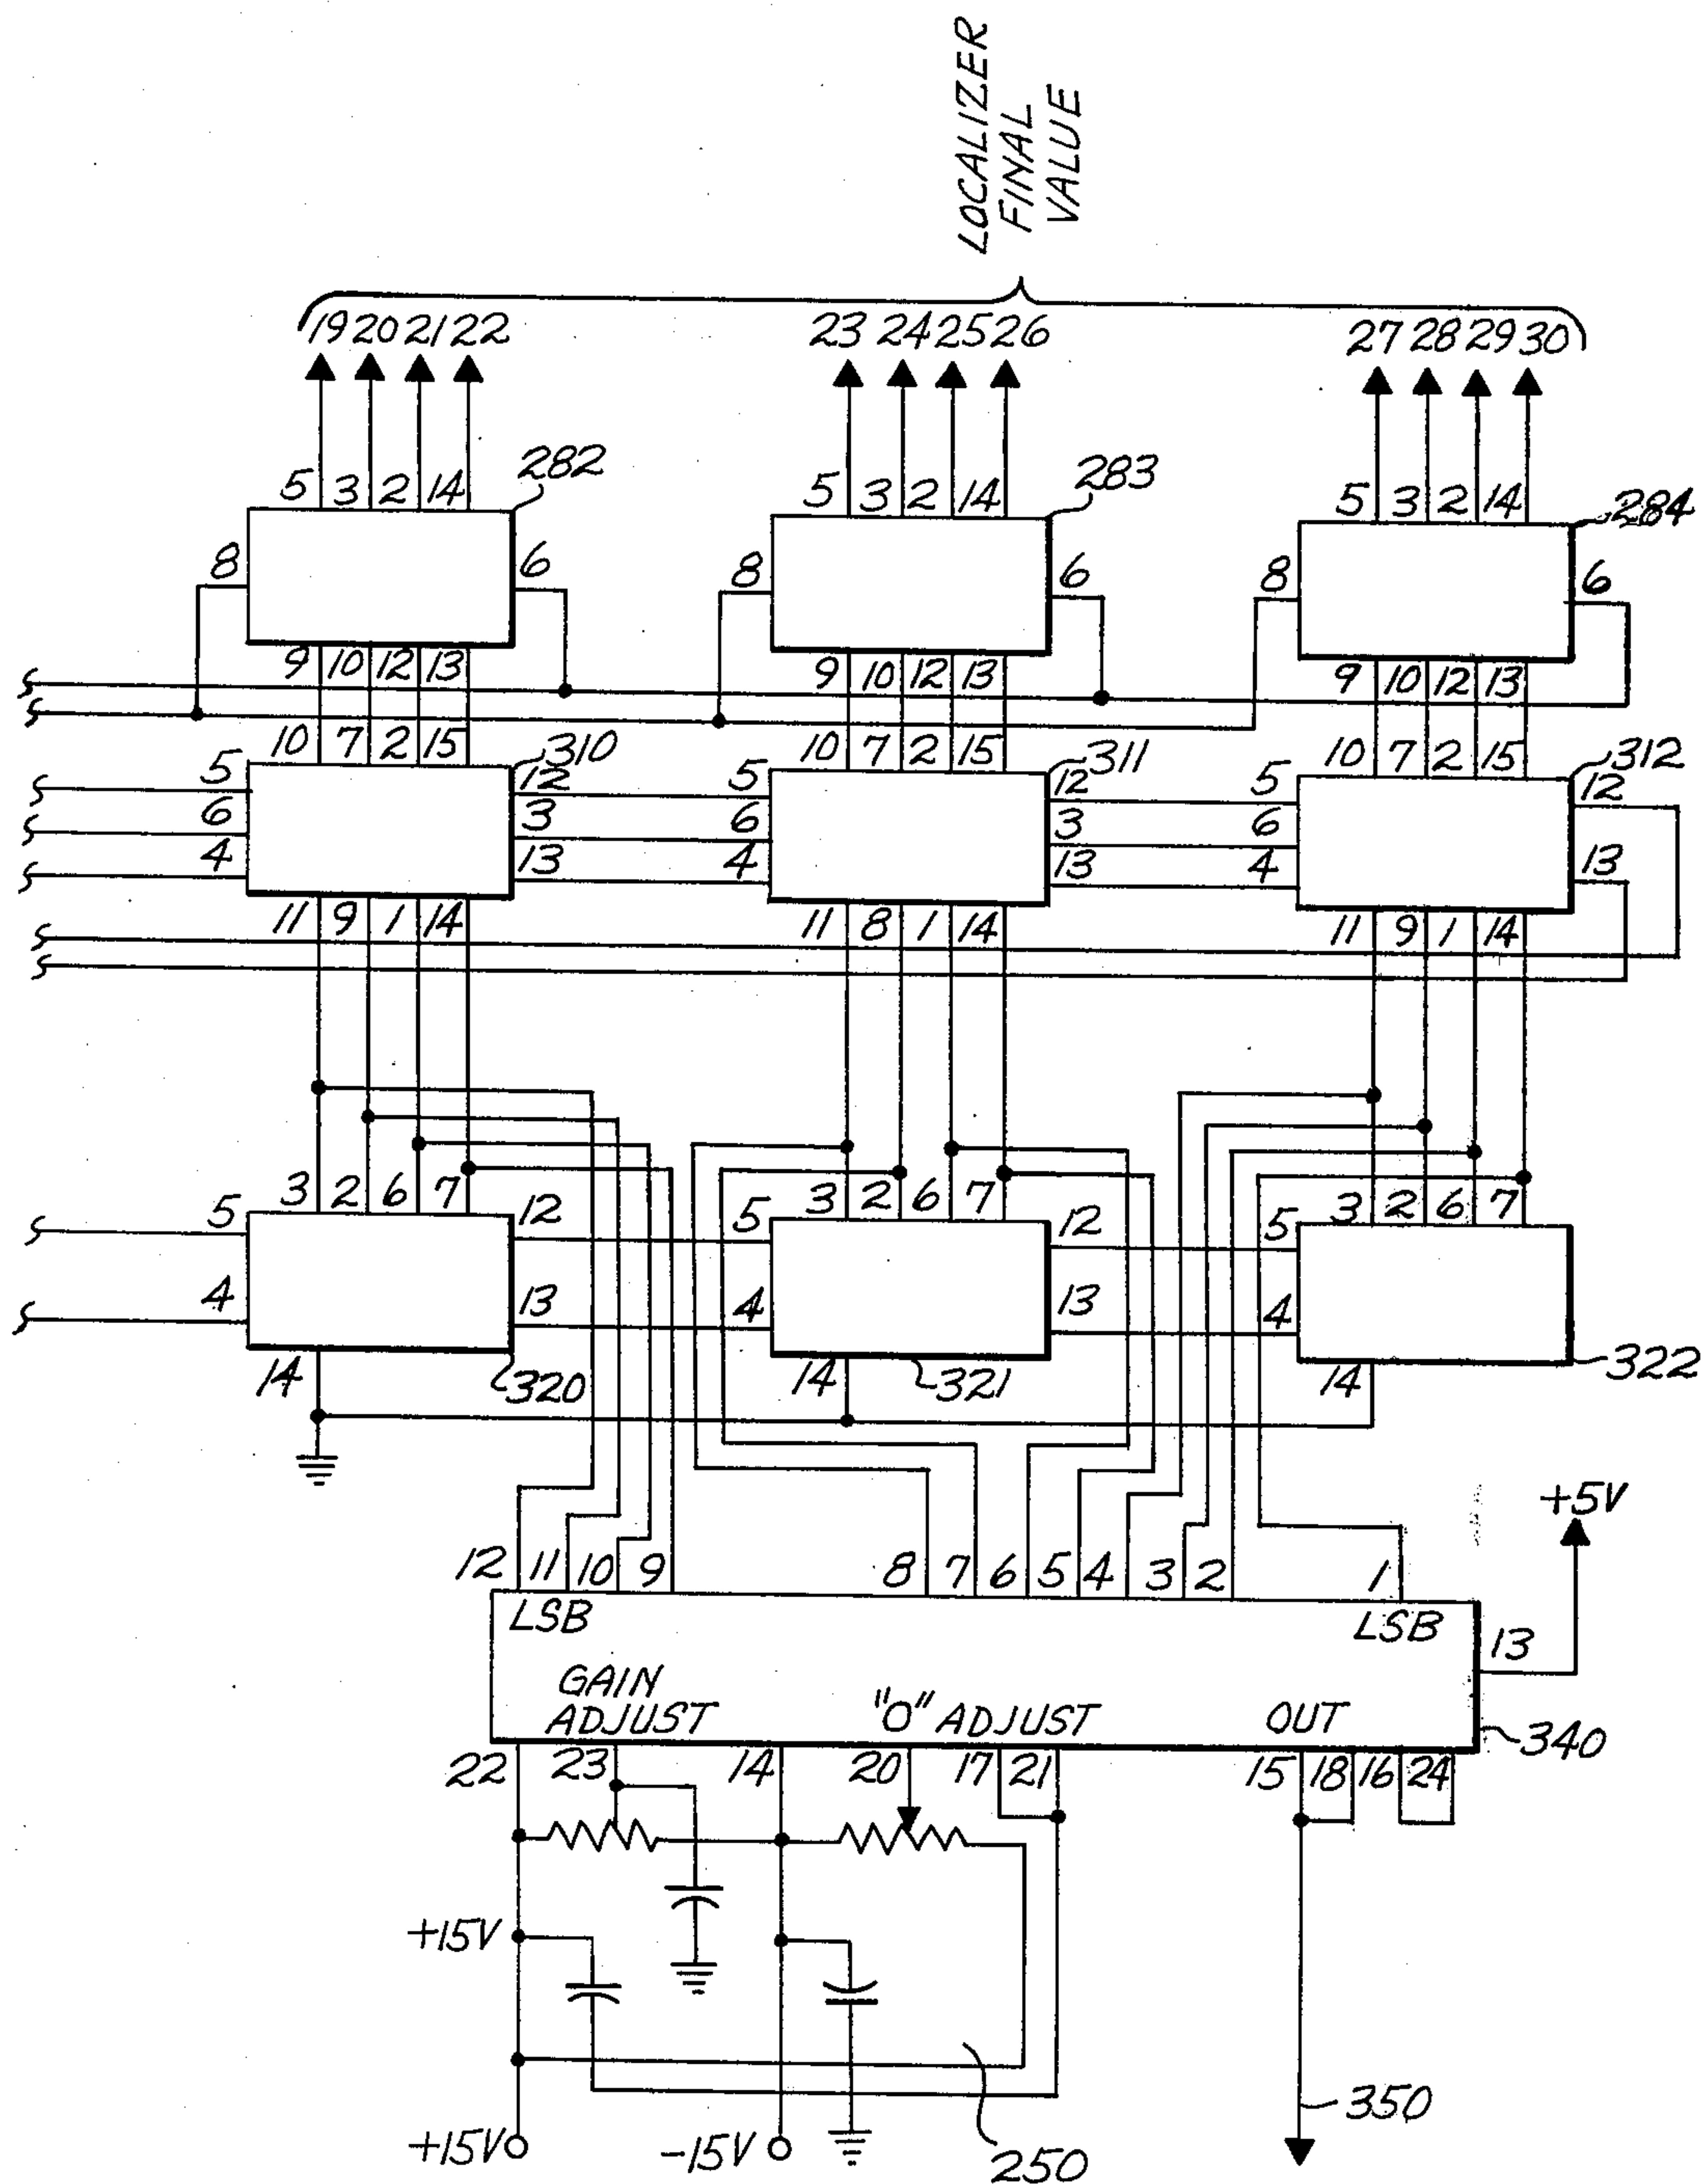 LOCALIZER
FINAL
VALUE
19 20 21 22 23 24 25 26 27 28 29 30
282 283 284
5 3 2 14 5 3 2 14 5 3 2 14
8 6 8 6 8 6
9 10 12 13 9 10 12 13 9 10 12 13
10 7 2 15 310 10 7 2 15 311 10 7 2 15 312
5 12 5 12 5 12
6 3 6 3 6
4 13 4 13 4 13
11 9 1 14 11 8 1 14 11 9 1 14
3 2 6 7 3 2 6 7 3 2 6 7
5 12 5 12 5
4 13 4 13 4
14 320 14 321 14 322
+5V
12 11 10 9 8 7 6 5 4 3 2 1
LSB LSB 13
GAIN
ADJUST "0" ADJUST OUT
340
22 23 14 20 17 21 15 18 16 24
+15V
350
+15V -15V 250